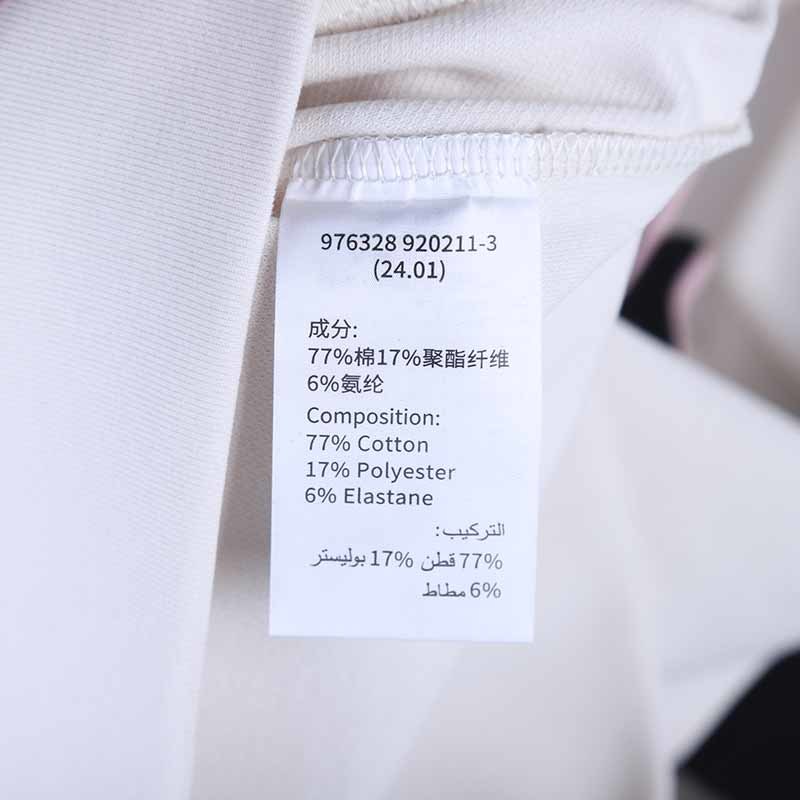 976328 920211-3
(24.01)
成分:
77%棉17%聚酯纤维
6%氨纶
Composition:
77% Cotton
17% Polyester
6% Elastane
التركيب:
77% قطن 17% بوليستر
6% مطاط